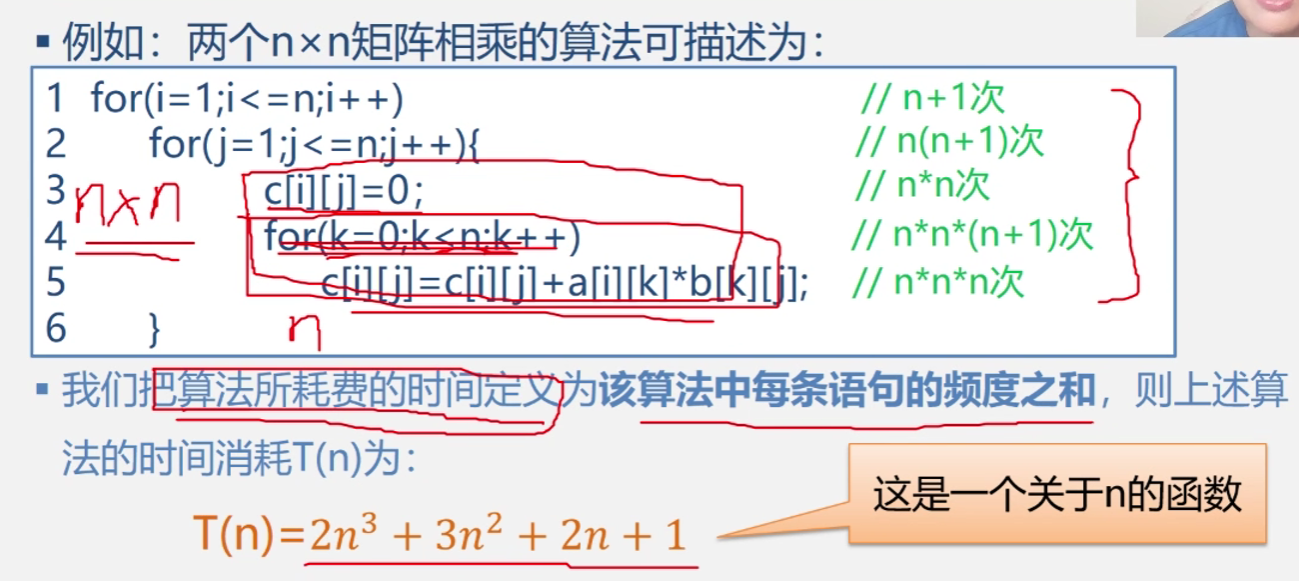 ▪ 例如：两个n×n矩阵相乘的算法可描述为：
1 for(i=1;i<=n;i++) // n+1次
2 for(j=1;j<=n;j++){ // n(n+1)次
3 c[i][j]=0; // n*n次
n×n
4 for(k=0;k<n;k++) // n*n*(n+1)次
5 c[i][j]=c[i][j]+a[i][k]*b[k][j]; // n*n*n次
6 }
n
▪ 我们把算法所耗费的时间定义为该算法中每条语句的频度之和，则上述算
法的时间消耗T(n)为：
这是一个关于n的函数
T(n)=2n³ + 3n² + 2n + 1